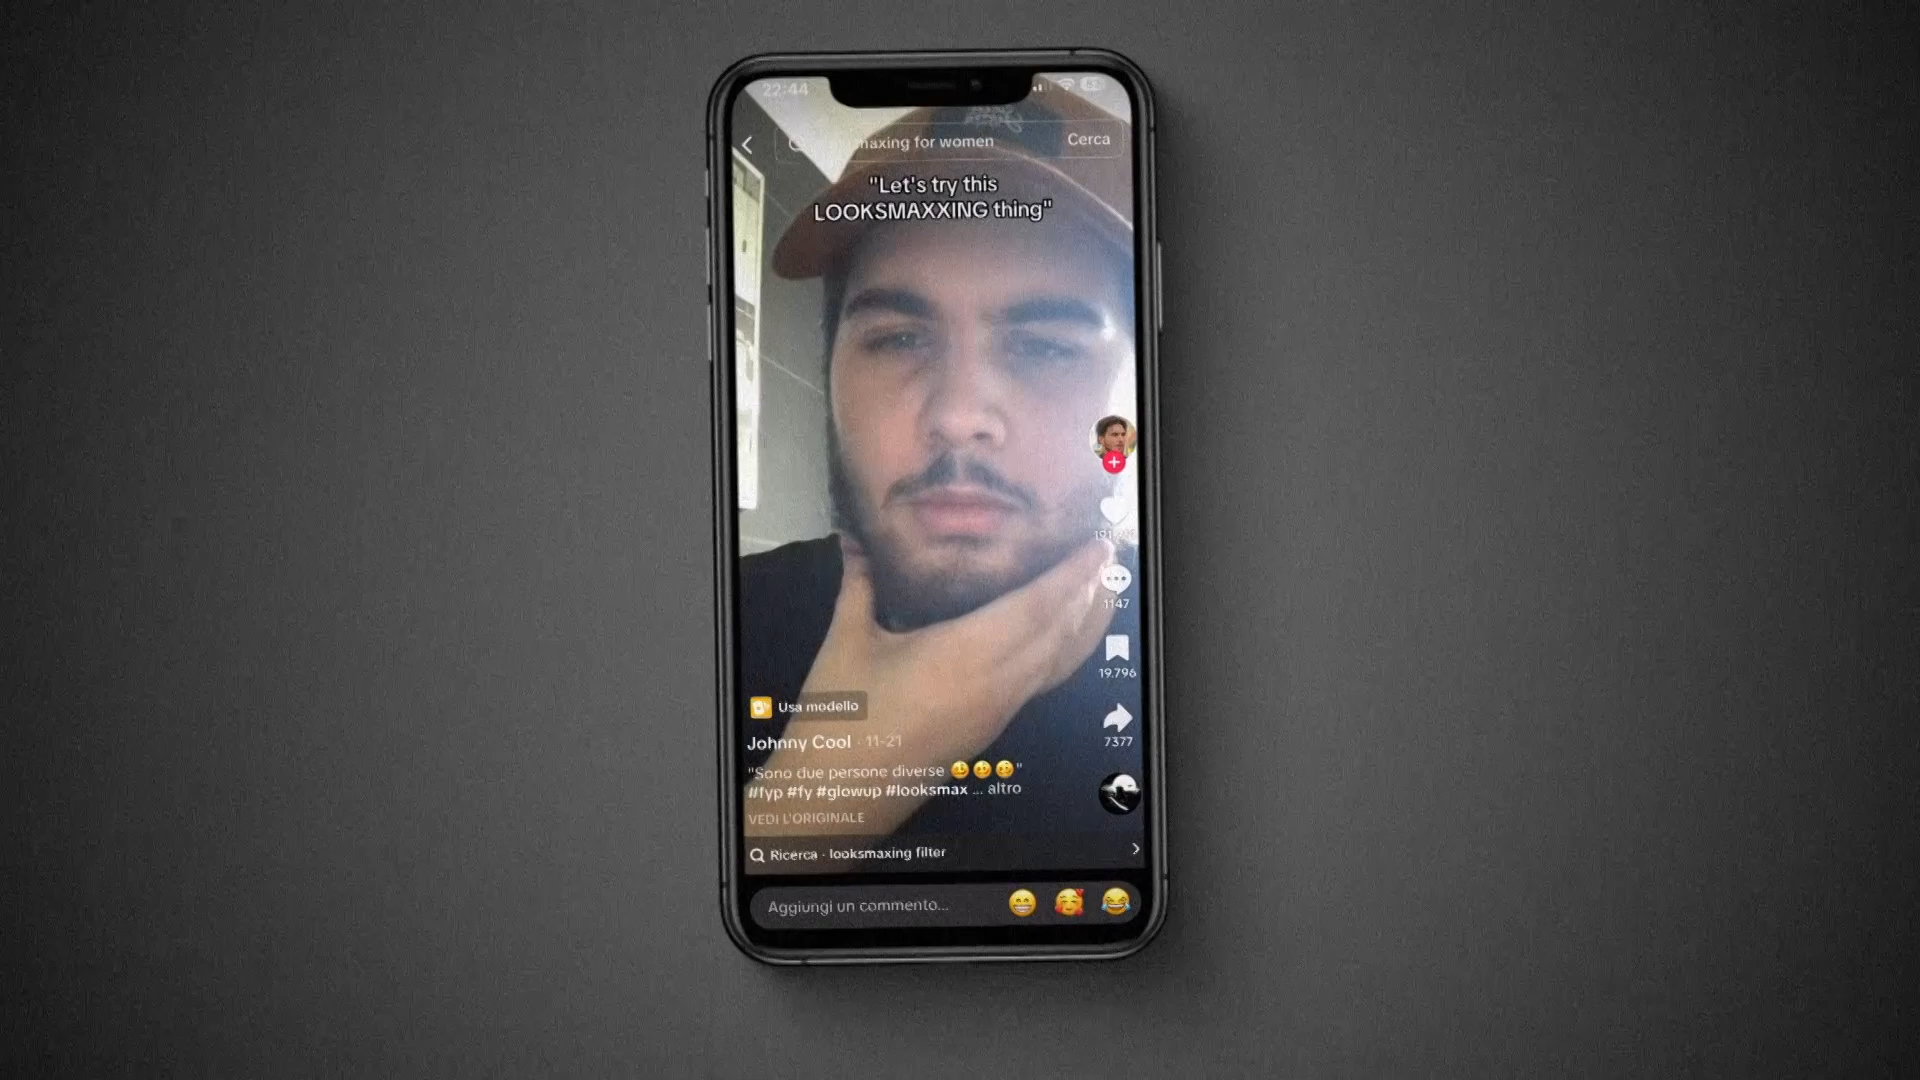 22:44
maxing for women
Cerca
"Let's try this
LOOKSMAXXING thing"
1147
19.796
7377
Usa modello
Johnny Cool · 11-21
"Sono due persone diverse 🤕🤕🤕"
#fyp #fy #glowup #looksmax ... altro
VEDI L'ORIGINALE
Ricerca · looksmaxing filter
Aggiungi un commento...